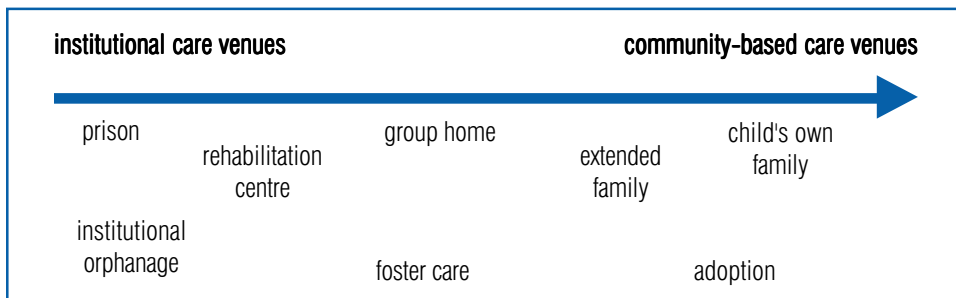 institutional care venues
community-based care venues
prison
rehabilitation
centre
group home
extended
family
child's own
family
institutional
orphanage
foster care
adoption